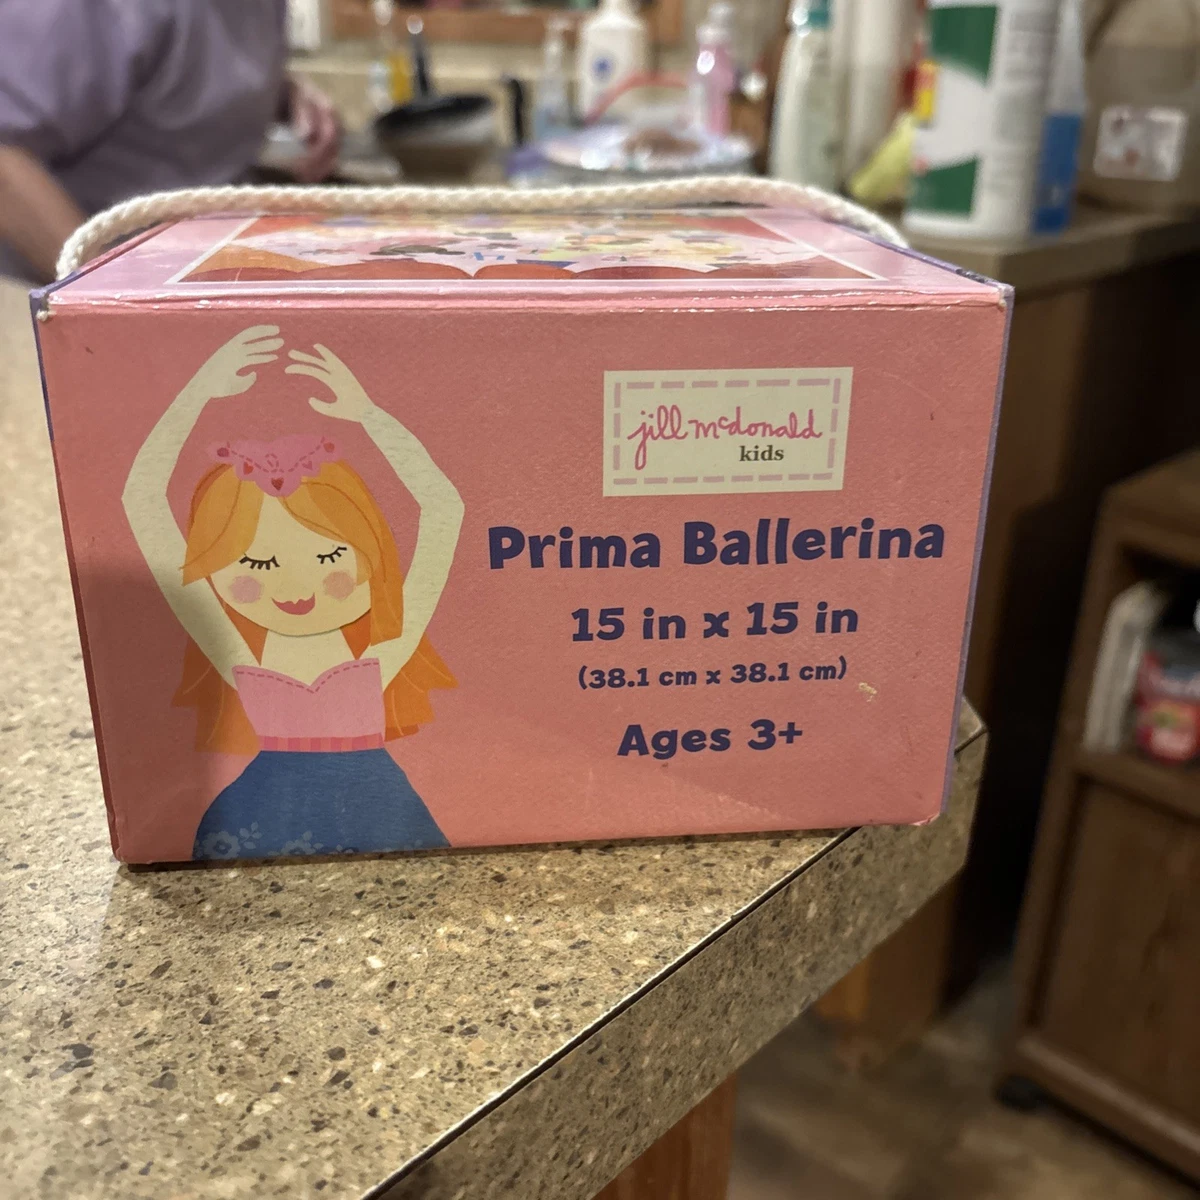 jill mcdonald
kids
Prima Ballerina
15 in x 15 in
(38.1 cm x 38.1 cm)
Ages 3+